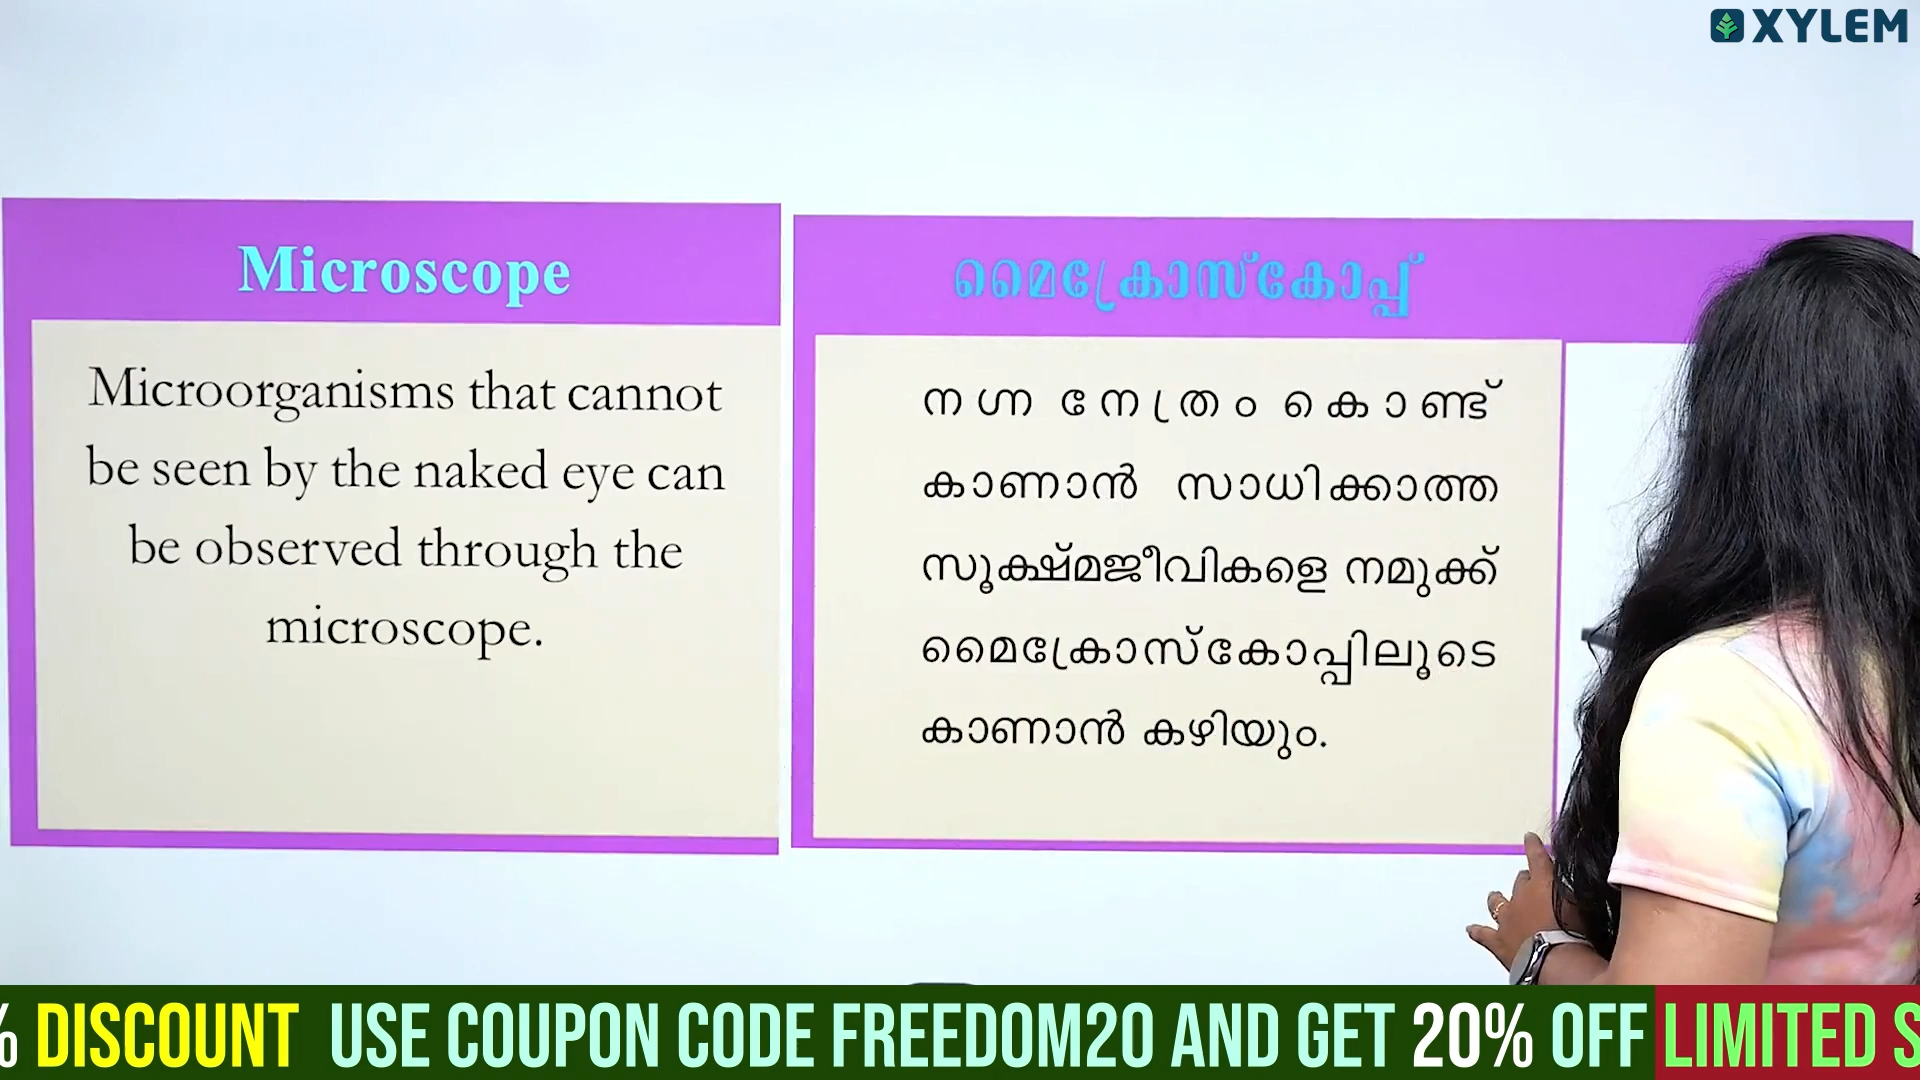 XYLEM
Microscope
Microorganisms that cannot
be seen by the naked eye can
be observed through the
microscope.
മൈക്രോസ്കോപ്പ്
നഗ്ന നേത്രം കൊണ്ട്
കാണാൻ സാധിക്കാത്ത
സൂക്ഷ്മജീവികളെ നമുക്ക്
മൈക്രോസ്കോപ്പിലൂടെ
കാണാൻ കഴിയും.
% DISCOUNT USE COUPON CODE FREEDOM20 AND GET 20% OFF LIMITED S